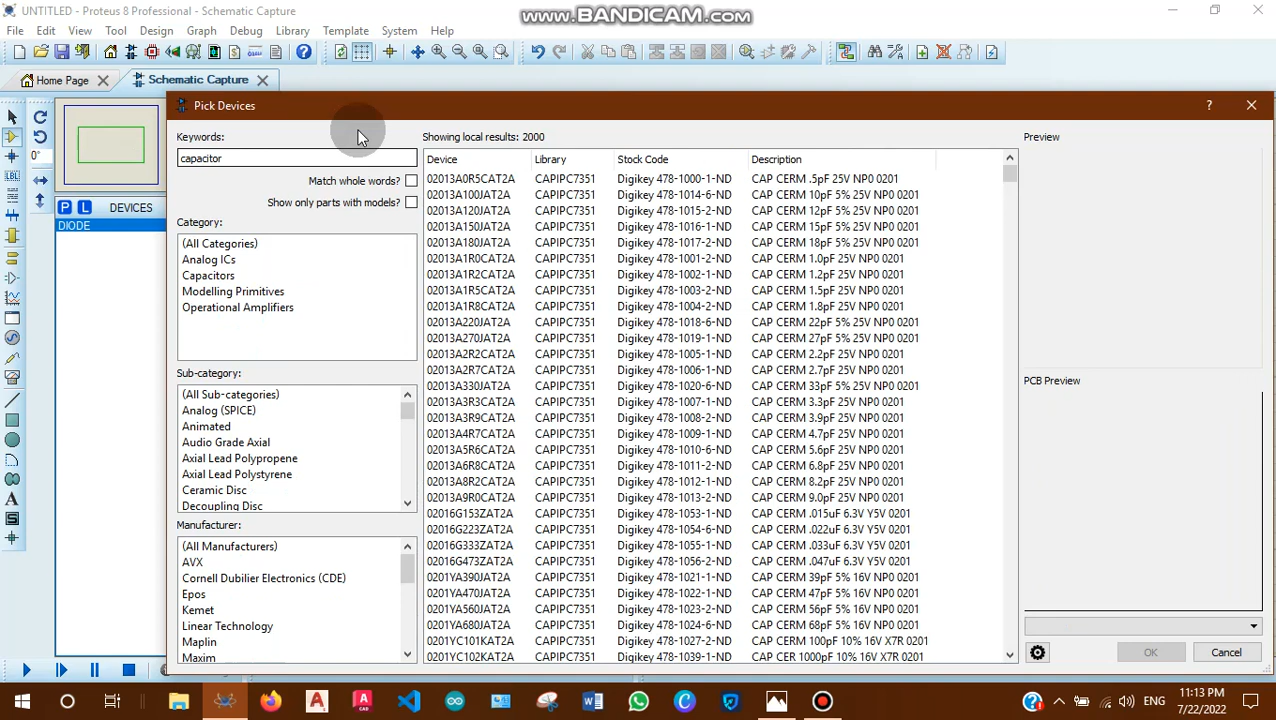 UNTITLED - Proteus 8 Professional - Schematic Capture
www.BANDICAM.com
File Edit View Tool Design Graph Debug Library Template System Help
Home Page
Schematic Capture
Pick Devices
Keywords:
capacitor
Match whole words?
Show only parts with models?
Category:
(All Categories)
Analog ICs
Capacitors
Modelling Primitives
Operational Amplifiers
Sub-category:
(All Sub-categories)
Analog (SPICE)
Animated
Audio Grade Axial
Axial Lead Polypropene
Axial Lead Polystyrene
Ceramic Disc
Decoupling Disc
Manufacturer:
(All Manufacturers)
AVX
Cornell Dubilier Electronics (CDE)
Epos
Kemet
Linear Technology
Maplin
Maxim
0°
LBL
P L DEVICES
DIODE
Showing local results: 2000
Device Library Stock Code Description
02013A0R5CAT2A CAPIPC7351 Digikey 478-1000-1-ND CAP CERM .5pF 25V NP0 0201
02013A100JAT2A CAPIPC7351 Digikey 478-1014-6-ND CAP CERM 10pF 5% 25V NP0 0201
02013A120JAT2A CAPIPC7351 Digikey 478-1015-2-ND CAP CERM 12pF 5% 25V NP0 0201
02013A150JAT2A CAPIPC7351 Digikey 478-1016-1-ND CAP CERM 15pF 5% 25V NP0 0201
02013A180JAT2A CAPIPC7351 Digikey 478-1017-2-ND CAP CERM 18pF 5% 25V NP0 0201
02013A1R0CAT2A CAPIPC7351 Digikey 478-1001-2-ND CAP CERM 1.0pF 25V NP0 0201
02013A1R2CAT2A CAPIPC7351 Digikey 478-1002-1-ND CAP CERM 1.2pF 25V NP0 0201
02013A1R5CAT2A CAPIPC7351 Digikey 478-1003-2-ND CAP CERM 1.5pF 25V NP0 0201
02013A1R8CAT2A CAPIPC7351 Digikey 478-1004-2-ND CAP CERM 1.8pF 25V NP0 0201
02013A220JAT2A CAPIPC7351 Digikey 478-1018-6-ND CAP CERM 22pF 5% 25V NP0 0201
02013A270JAT2A CAPIPC7351 Digikey 478-1019-1-ND CAP CERM 27pF 5% 25V NP0 0201
02013A2R2CAT2A CAPIPC7351 Digikey 478-1005-1-ND CAP CERM 2.2pF 25V NP0 0201
02013A2R7CAT2A CAPIPC7351 Digikey 478-1006-1-ND CAP CERM 2.7pF 25V NP0 0201
02013A330JAT2A CAPIPC7351 Digikey 478-1020-6-ND CAP CERM 33pF 5% 25V NP0 0201
02013A3R3CAT2A CAPIPC7351 Digikey 478-1007-1-ND CAP CERM 3.3pF 25V NP0 0201
02013A3R9CAT2A CAPIPC7351 Digikey 478-1008-2-ND CAP CERM 3.9pF 25V NP0 0201
02013A4R7CAT2A CAPIPC7351 Digikey 478-1009-1-ND CAP CERM 4.7pF 25V NP0 0201
02013A5R6CAT2A CAPIPC7351 Digikey 478-1010-6-ND CAP CERM 5.6pF 25V NP0 0201
02013A6R8CAT2A CAPIPC7351 Digikey 478-1011-2-ND CAP CERM 6.8pF 25V NP0 0201
02013A8R2CAT2A CAPIPC7351 Digikey 478-1012-1-ND CAP CERM 8.2pF 25V NP0 0201
02013A9R0CAT2A CAPIPC7351 Digikey 478-1013-2-ND CAP CERM 9.0pF 25V NP0 0201
02016G153ZAT2A CAPIPC7351 Digikey 478-1053-1-ND CAP CERM .015uF 6.3V Y5V 0201
02016G223ZAT2A CAPIPC7351 Digikey 478-1054-6-ND CAP CERM .022uF 6.3V Y5V 0201
02016G333ZAT2A CAPIPC7351 Digikey 478-1055-1-ND CAP CERM .033uF 6.3V Y5V 0201
02016G473ZAT2A CAPIPC7351 Digikey 478-1056-2-ND CAP CERM .047uF 6.3V Y5V 0201
0201YA390JAT2A CAPIPC7351 Digikey 478-1021-1-ND CAP CERM 39pF 5% 16V NP0 0201
0201YA470JAT2A CAPIPC7351 Digikey 478-1022-1-ND CAP CERM 47pF 5% 16V NP0 0201
0201YA560JAT2A CAPIPC7351 Digikey 478-1023-2-ND CAP CERM 56pF 5% 16V NP0 0201
0201YA680JAT2A CAPIPC7351 Digikey 478-1024-6-ND CAP CERM 68pF 5% 16V NP0 0201
0201YC101KAT2A CAPIPC7351 Digikey 478-1027-2-ND CAP CERM 100pF 10% 16V X7R 0201
0201YC102KAT2A CAPIPC7351 Digikey 478-1039-1-ND CAP CER 1000pF 10% 16V X7R 0201
Preview
PCB Preview
OK Cancel
ENG 11:13 PM
7/22/2022